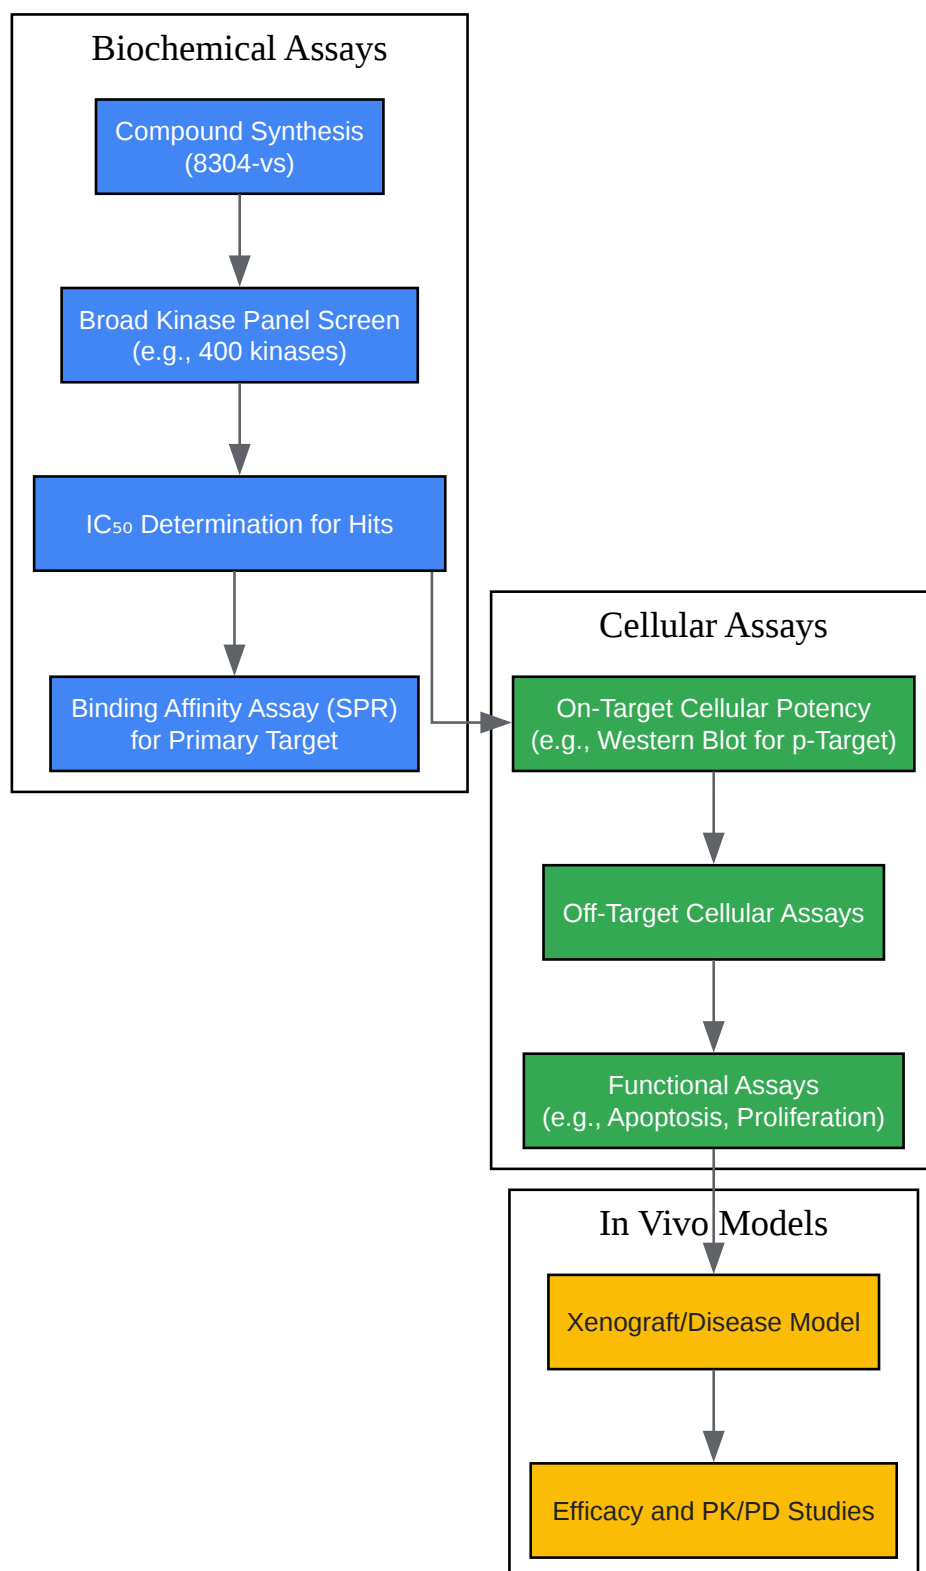 Biochemical Assays
Compound Synthesis
(8304-vs)
Broad Kinase Panel Screen
(e.g., 400 kinases)
IC₅₀ Determination for Hits
Binding Affinity Assay (SPR)
for Primary Target
Cellular Assays
On-Target Cellular Potency
(e.g., Western Blot for p-Target)
Off-Target Cellular Assays
Functional Assays
(e.g., Apoptosis, Proliferation)
In Vivo Models
Xenograft/Disease Model
Efficacy and PK/PD Studies